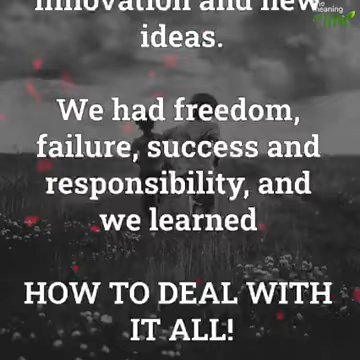 innovation and new
ideas.
We had freedom,
failure, success and
responsibility, and
we learned
HOW TO DEAL WITH
IT ALL!
meaning